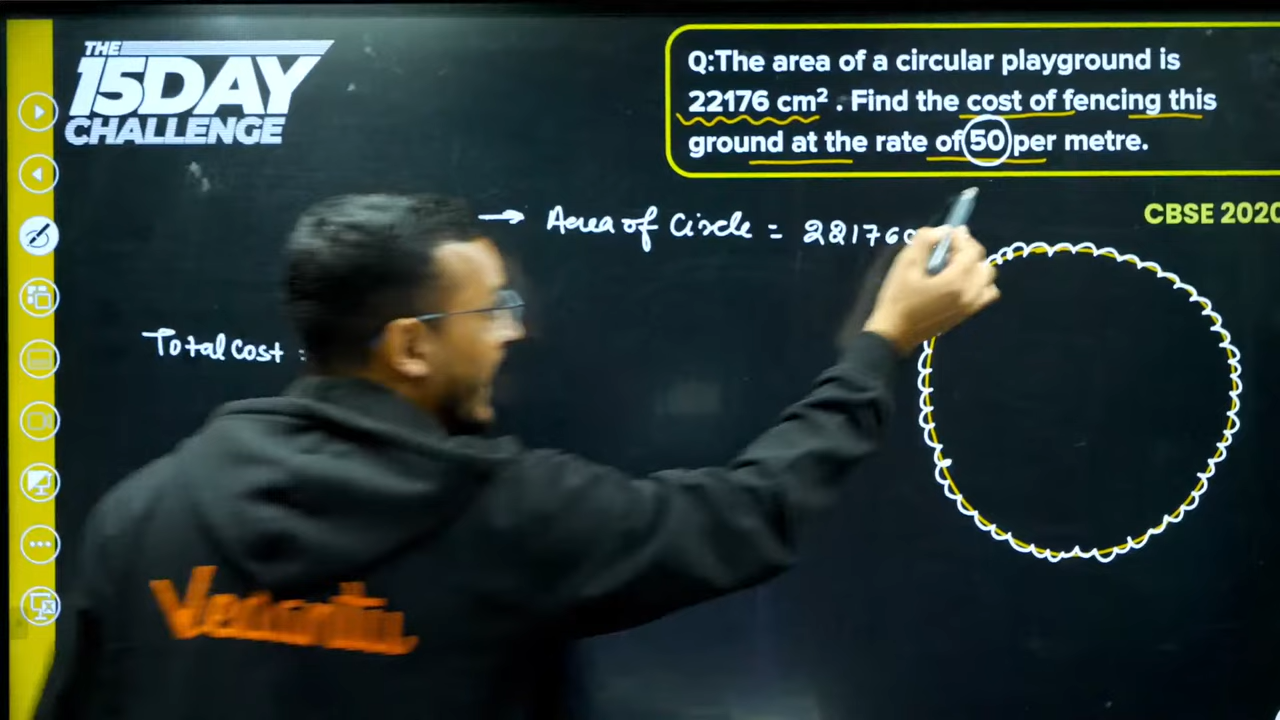 THE
15DAY
CHALLENGE
Q:The area of a circular playground is
22176 cm². Find the cost of fencing this
ground at the rate of 50 per metre.
CBSE 2020
→ Area of Circle = 22176
Total Cost :
Vedantu